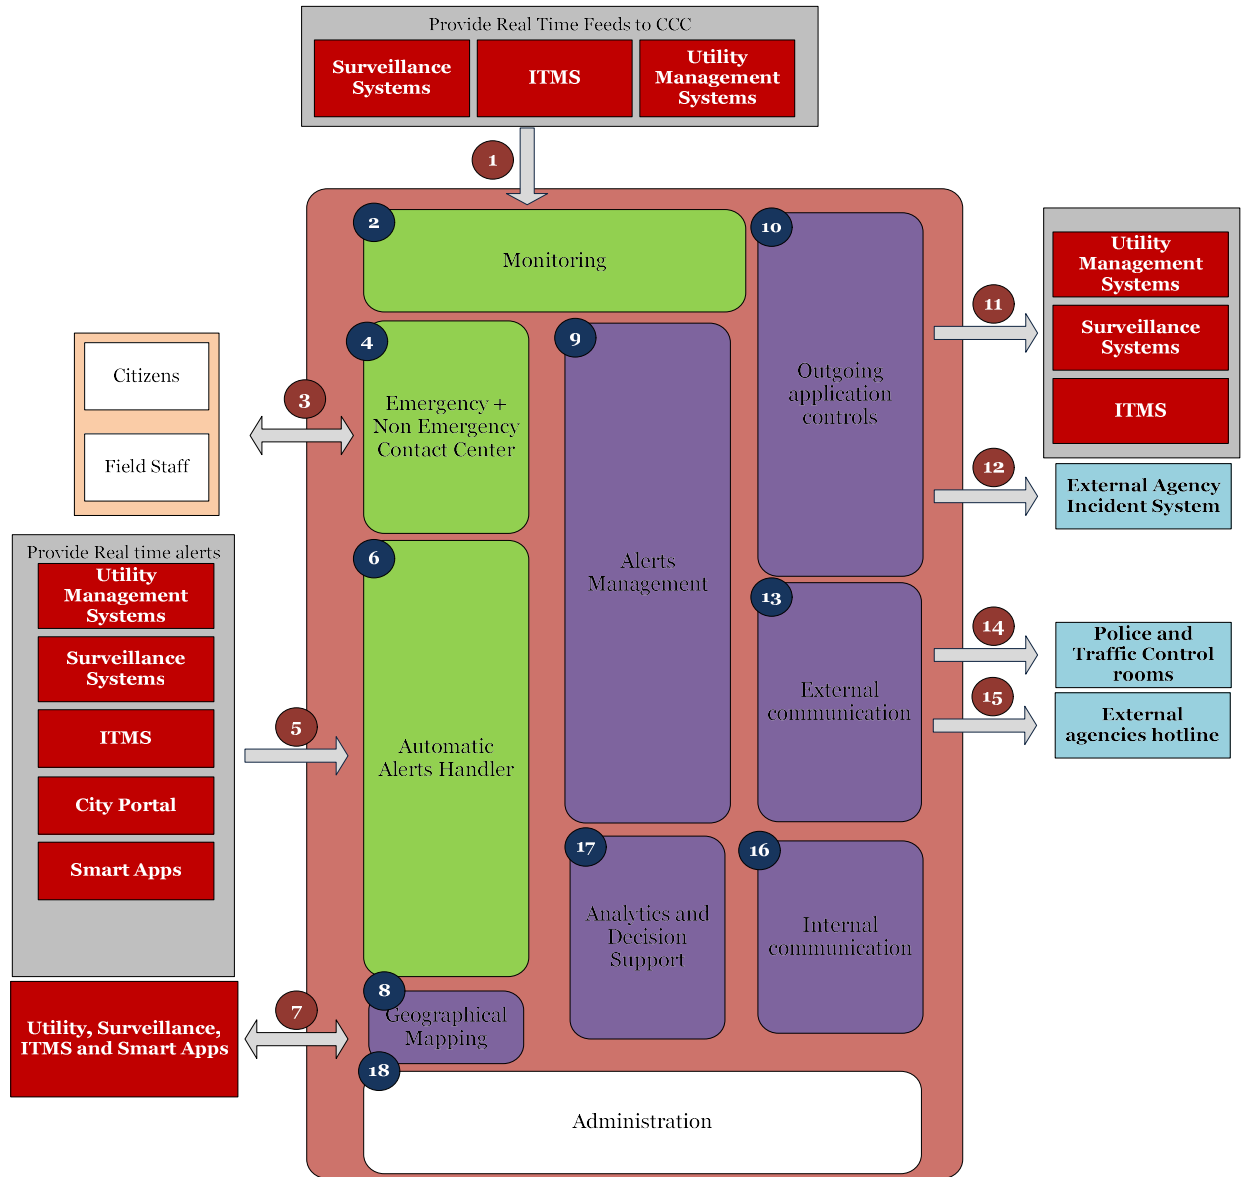 Provide Real Time Feeds to CCC
Surveillance
Systems
ITMS
Utility
Management
Systems
1
2
Monitoring
10
Outgoing
application
controls
11
Utility
Management
Systems
Surveillance
Systems
ITMS
12
External Agency
Incident System
Citizens
Field Staff
3
4
Emergency +
Non Emergency
Contact Center
9
Alerts
Management
Provide Real time alerts
Utility
Management
Systems
Surveillance
Systems
ITMS
City Portal
Smart Apps
5
6
Automatic
Alerts Handler
13
External
communication
14
Police and
Traffic Control
rooms
15
External
agencies hotline
17
Analytics and
Decision
Support
16
Internal
communication
Utility, Surveillance,
ITMS and Smart Apps
7
8
Geographical
Mapping
18
Administration